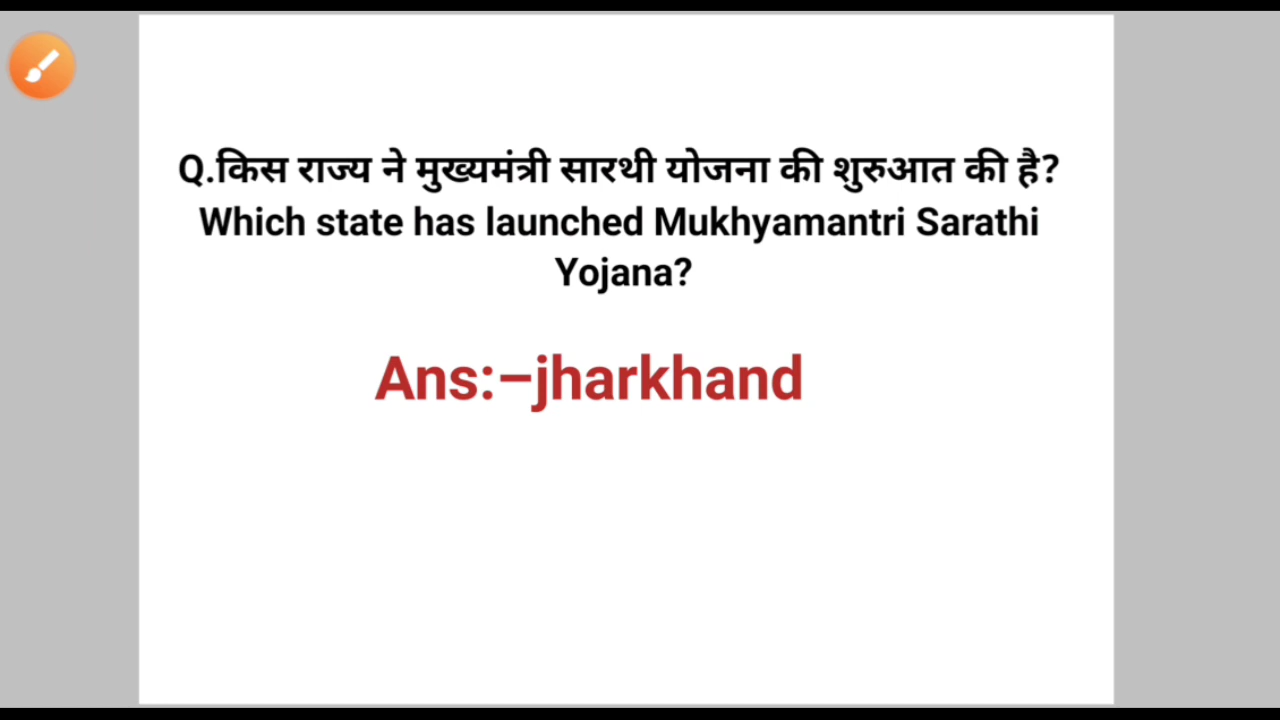 Q.किस राज्य ने मुख्यमंत्री सारथी योजना की शुरुआत की है?
Which state has launched Mukhyamantri Sarathi
Yojana?
Ans:–jharkhand